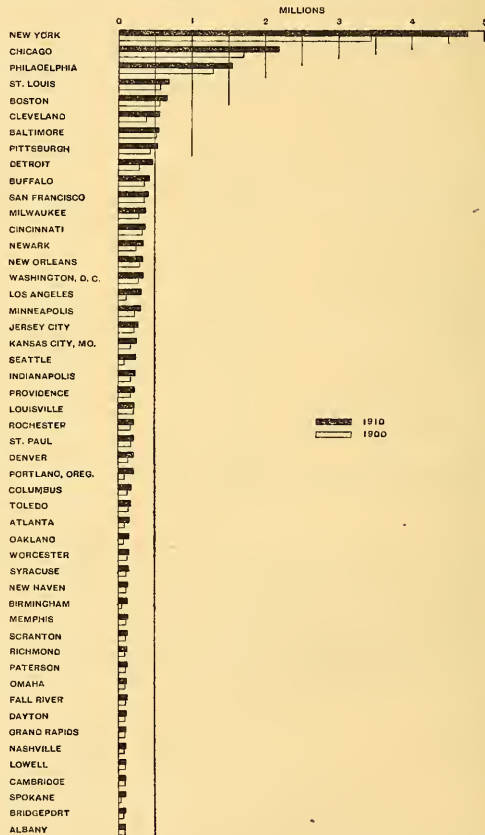 MILLIONS
0 1 2 3 4 5
NEW YORK
CHICAGO
PHILADELPHIA
ST. LOUIS
BOSTON
CLEVELAND
BALTIMORE
PITTSBURGH
DETROIT
BUFFALO
SAN FRANCISCO
MILWAUKEE
CINCINNATI
NEWARK
NEW ORLEANS
WASHINGTON, D. C.
LOS ANGELES
MINNEAPOLIS
JERSEY CITY
KANSAS CITY, MO.
SEATTLE
INDIANAPOLIS
PROVIDENCE
LOUISVILLE
ROCHESTER
1910
1900
ST. PAUL
DENVER
PORTLAND, OREG.
COLUMBUS
TOLEDO
ATLANTA
OAKLAND
WORCESTER
SYRACUSE
NEW HAVEN
BIRMINGHAM
MEMPHIS
SCRANTON
RICHMOND
PATERSON
OMAHA
FALL RIVER
DAYTON
GRAND RAPIDS
NASHVILLE
LOWELL
CAMBRIDGE
SPOKANE
BRIDGEPORT
ALBANY